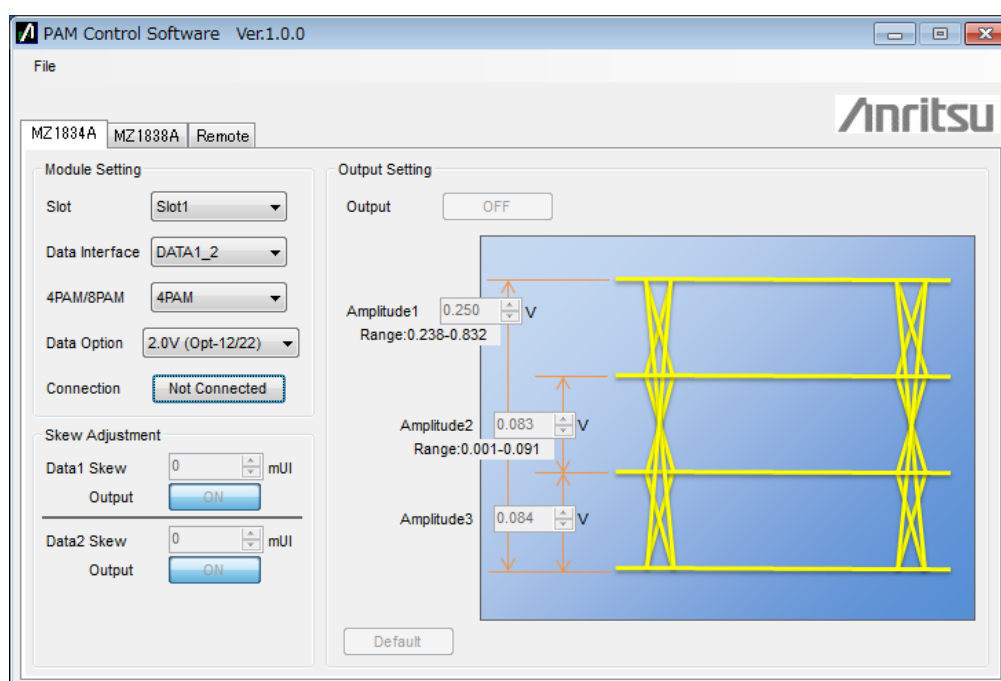 PAM Control Software Ver.1.0.0
File
/inritsu
MZ1834A MZ1838A Remote
Module Setting
Slot Slot1
Data Interface DATA1_2
4PAM/8PAM 4PAM
Data Option 2.0V (Opt-12/22)
Connection Not Connected
Skew Adjustment
Data1 Skew 0 mUI
Output ON
Data2 Skew 0 mUI
Output ON
Output Setting
Output OFF
Amplitude1 0.250 V
Range:0.238-0.832
Amplitude2 0.083 V
Range:0.001-0.091
Amplitude3 0.084 V
Default